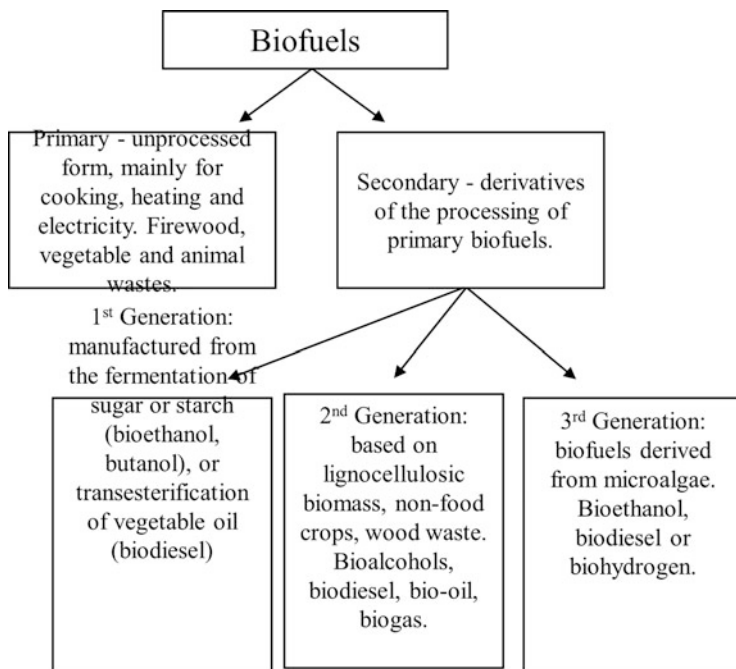 Biofuels
Primary - unprocessed
form, mainly for
cooking, heating and
electricity. Firewood,
vegetable and animal
wastes.
Secondary - derivatives
of the processing of
primary biofuels.
1st Generation:
manufactured from
the fermentation of
sugar or starch
(bioethanol,
butanol), or
transesterification
of vegetable oil
(biodiesel)
2nd Generation:
based on
lignocellulosic
biomass, non-food
crops, wood waste.
Bioalcohols,
biodiesel, bio-oil,
biogas.
3rd Generation:
biofuels derived
from microalgae.
Bioethanol,
biodiesel or
biohydrogen.